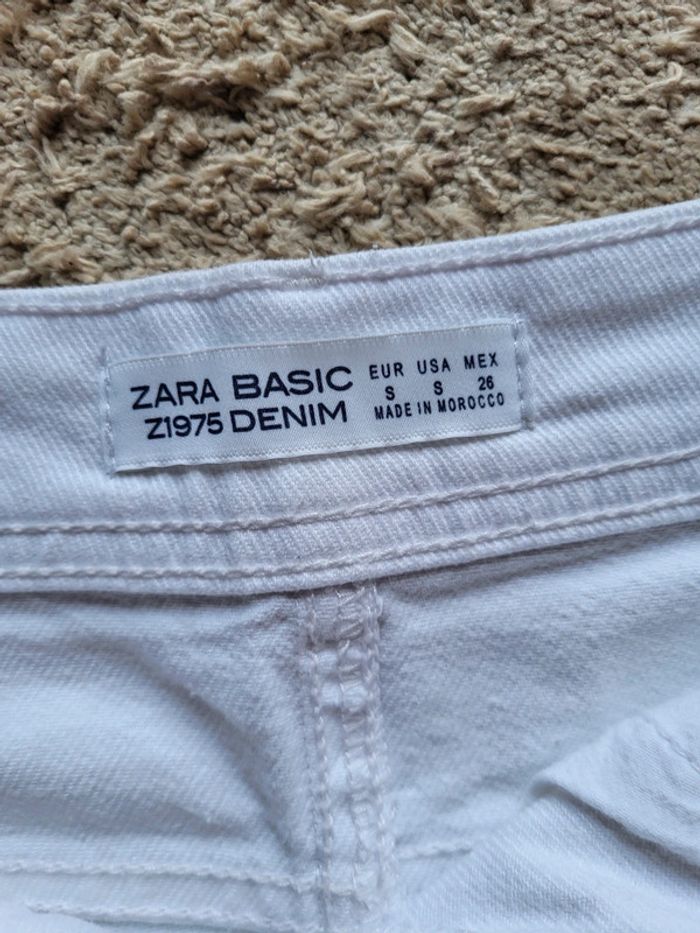 ZARA BASIC
Z1975 DENIM
EUR USA MEX
S S 26
MADE IN MOROCCO